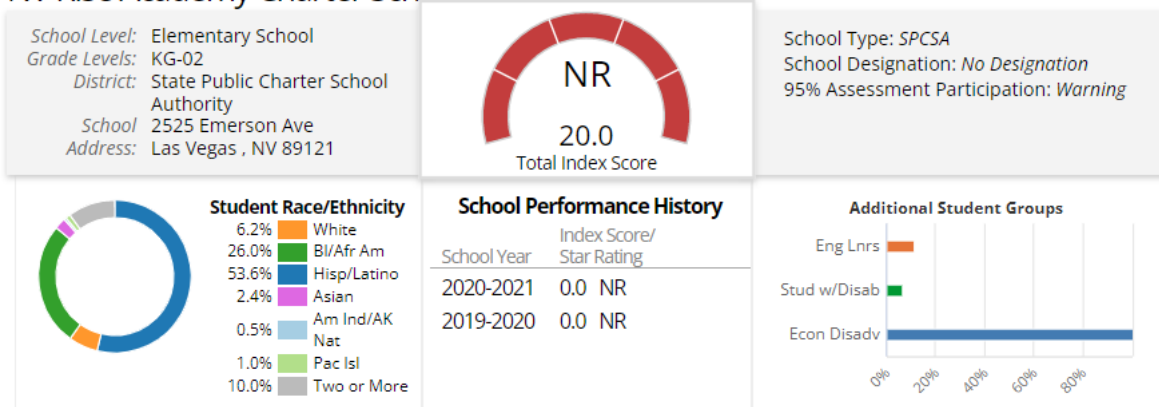 School Level: Elementary School
Grade Levels: KG-02
District: State Public Charter School
Authority
School 2525 Emerson Ave
Address: Las Vegas , NV 89121
NR
20.0
Total Index Score
School Type: SPCSA
School Designation: No Designation
95% Assessment Participation: Warning
Student Race/Ethnicity
6.2% White
26.0% Bl/Afr Am
53.6% Hisp/Latino
2.4% Asian
0.5% Am Ind/AK
Nat
1.0% Pac Isl
10.0% Two or More
School Performance History
School Year Index Score/
Star Rating
2020-2021 0.0 NR
2019-2020 0.0 NR
Additional Student Groups
Eng Lnrs
Stud w/Disab
Econ Disadv
0% 20% 40% 60% 80%